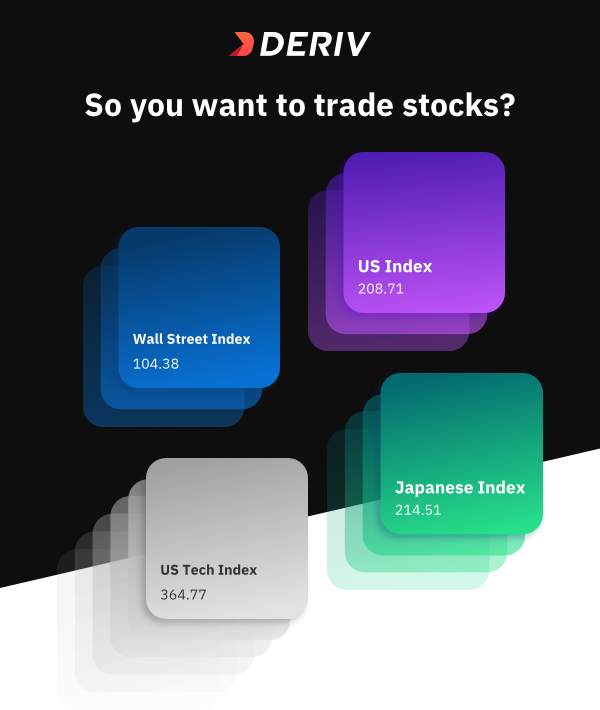 DERIV
So you want to trade stocks?
US Index
208.71
Wall Street Index
104.38
Japanese Index
214.51
US Tech Index
364.77